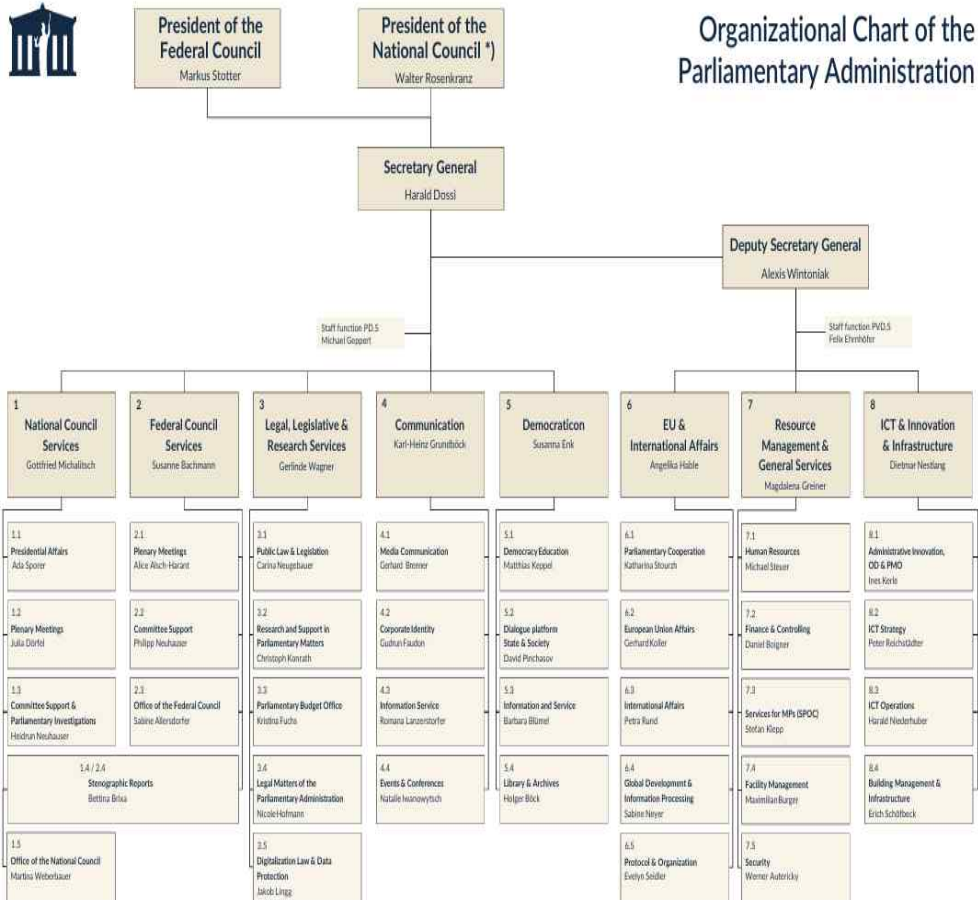 President of the
Federal Council
Markus Stotter
President of the
National Council *)
Walter Rosenkranz
Organizational Chart of the
Parliamentary Administration
Secretary General
Harald Dossi
Deputy Secretary General
Alexis Wintoniak
Staff function PD.S
Michael Geppert
Staff function PVD.S
Felix Ehrnhöfer
1
National Council
Services
Gottfried Michalitsch
2
Federal Council
Services
Susanne Bachmann
3
Legal, Legislative &
Research Services
Gerlinde Wagner
4
Communication
Karl-Heinz Grundböck
5
Democraticon
Susanna Enk
6
EU &
International Affairs
Angelika Hable
7
Resource
Management &
General Services
Magdalena Greiner
8
ICT & Innovation
& Infrastructure
Dietmar Nestlang
1.1
Presidential Affairs
Ada Sporer
2.1
Plenary Meetings
Alice Alsch-Harant
3.1
Public Law & Legislation
Carina Neugebauer
4.1
Media Communication
Gerhard Brenner
5.1
Democracy Education
Matthias Keppel
6.1
Parliamentary Cooperation
Katharina Stourzh
7.1
Human Resources
Michael Steuer
8.1
Administrative Innovation,
OD & PMO
Ines Kerle
1.2
Plenary Meetings
Julia Dörfel
2.2
Committee Support
Philipp Neuhauser
3.2
Research and Support in
Parliamentary Matters
Christoph Konrath
4.2
Corporate Identity
Gudrun Faudon
5.2
Dialogue platform
State & Society
David Pinchasov
6.2
European Union Affairs
Gerhard Koller
7.2
Finance & Controlling
Daniel Boigner
8.2
ICT Strategy
Peter Reichstädter
1.3
Committee Support &
Parliamentary Investigations
Heidrun Neuhauser
2.3
Office of the Federal Council
Sabine Allersdorfer
3.3
Parliamentary Budget Office
Kristina Fuchs
4.3
Information Service
Romana Lanzerstorfer
5.3
Information and Service
Barbara Blümel
6.3
International Affairs
Petra Rund
7.3
Services for MPs (SPOC)
Stefan Klepp
8.3
ICT Operations
Harald Niederhuber
1.4 / 2.4
Stenographic Reports
Bettina Brixa
3.4
Legal Matters of the
Parliamentary Administration
Nicole Hofmann
4.4
Events & Conferences
Natalie Iwanowytsch
5.4
Library & Archives
Holger Böck
6.4
Global Development &
Information Processing
Sabine Neyer
7.4
Facility Management
Maximilian Burger
8.4
Building Management &
Infrastructure
Erich Schöfbeck
1.5
Office of the National Council
Martina Weberbauer
3.5
Digitalization Law & Data
Protection
Jakob Lingg
6.5
Protocol & Organization
Evelyn Seidler
7.5
Security
Werner Autericky